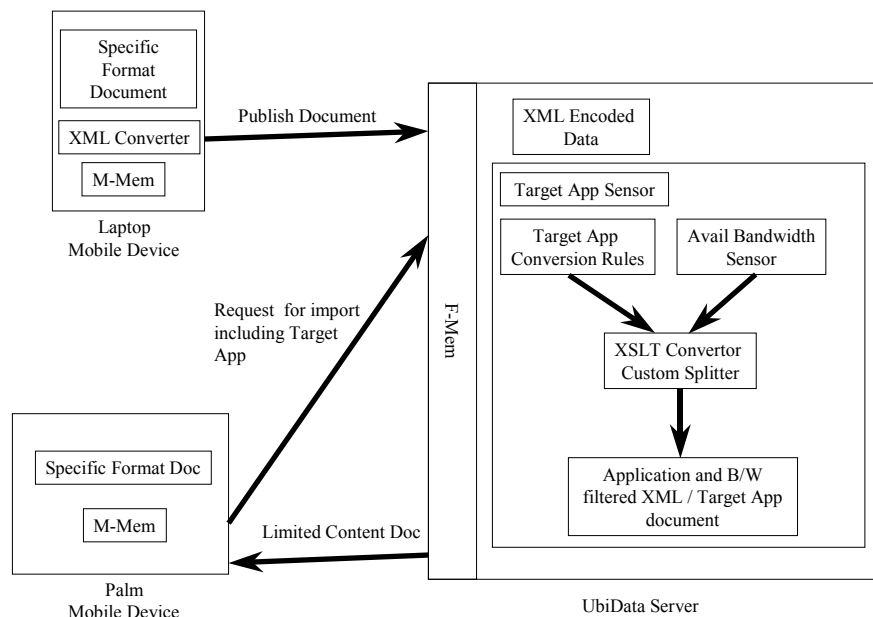 Specific
Format
Document
XML Converter
M-Mem
Laptop
Mobile Device
Publish Document
Request for import
including Target
App
Specific Format Doc
M-Mem
Palm
Mobile Device
Limited Content Doc
F-Mem
XML Encoded
Data
Target App Sensor
Target App
Conversion Rules
Avail Bandwidth
Sensor
XSLT Convertor
Custom Splitter
Application and B/W
filtered XML / Target App
document
UbiData Server